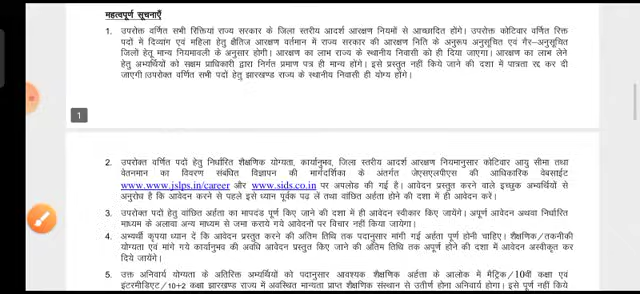 महत्वपूर्ण सूचनाएँ
1. उपरोक्त वर्णित सभी रिक्तियां राज्य सरकार के जिला स्तरीय आदर्श आरक्षण नियमों से आच्छादित होंगे। उपरोक्त कोटिवार वर्णित रिक्त
पदों में दिव्यांग एवं महिला हेतु क्षैतिज आरक्षण वर्तमान में राज्य सरकार की आरक्षण निति के अनुरूप अनुसूचित एवं गैर-अनुसूचित
जिलों हेतु मान्य नियमावली के अनुसार होगी। आरक्षण का लाभ राज्य के स्थानीय निवासी को ही दिया जाएगा। आरक्षण का लाभ लेने
हेतु अभ्यर्थियों को सक्षम प्राधिकारी द्वारा निर्गत प्रमाण पत्र ही मान्य होंगे। इसे प्रस्तुत नहीं किये जाने की दशा में पात्रता रद्द कर दी
जाएगी।उपरोक्त वर्णित सभी पदों हेतु झारखण्ड राज्य के स्थानीय निवासी ही योग्य होंगे।
1
2. उपरोक्त वर्णित पदों हेतु निर्धारित शैक्षणिक योग्यता, कार्यानुभव, जिला स्तरीय आदर्श आरक्षण नियमानुसार कोटिवार आयु सीमा तथा
वेतनमान का विवरण संबंधित विज्ञापन की मार्गदर्शिका के अंतर्गत जेएसएलपीएस की आधिकारिक वेबसाईट
www.www.jslps.in/career और www.sids.co.in पर अपलोड की गई है। आवेदन प्रस्तुत करने वाले इच्छुक अभ्यर्थियों से
अनुरोध है कि आवेदन करने से पहले इसे ध्यान पूर्वक पढ़ लें तथा वांछित अर्हता होने की दशा में ही आवेदन करें।
3. उपरोक्त पदों हेतु वांछित अर्हता का मापदंड पूर्ण किए जाने की दशा में ही आवेदन स्वीकार किए जायेंगे। अपूर्ण आवेदन अथवा निर्धारित
माध्यम के अलावा अन्य माध्यम से जमा कराये गये आवेदनों पर विचार नहीं किया जायेगा।
4. अभ्यर्थी कृपया ध्यान दें कि आवेदन प्रस्तुत करने की अंतिम तिथि तक पदानुसार मांगी गई अर्हता पूर्ण होनी चाहिए। शैक्षणिक/तकनीकी
योग्यता एवं मांगे गये कार्यानुभव की अवधि आवेदन प्रस्तुत किए जाने की अंतिम तिथि तक अपूर्ण होने की दशा में आवेदन अस्वीकृत कर
दिये जायेंगे।
5. उक्त अनिवार्य योग्यता के अतिरिक्त अभ्यर्थियों को पदानुसार आवश्यक शैक्षणिक अर्हता के आलोक में मैट्रिक/10वीं कक्षा एवं
इंटरमीडिएट/10+2 कक्षा झारखण्ड राज्य में अवस्थित मान्यता प्राप्त शैक्षणिक संस्थान से उतीर्ण होना अनिवार्य होगा। इसे पूर्ण नहीं किये